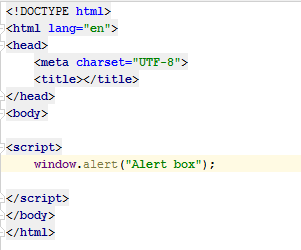 <!DOCTYPE html>
<html lang="en">
<head>
    <meta charset="UTF-8">
    <title></title>
</head>
<body>

<script>
    window.alert("Alert box");

</script>
</body>
</html>